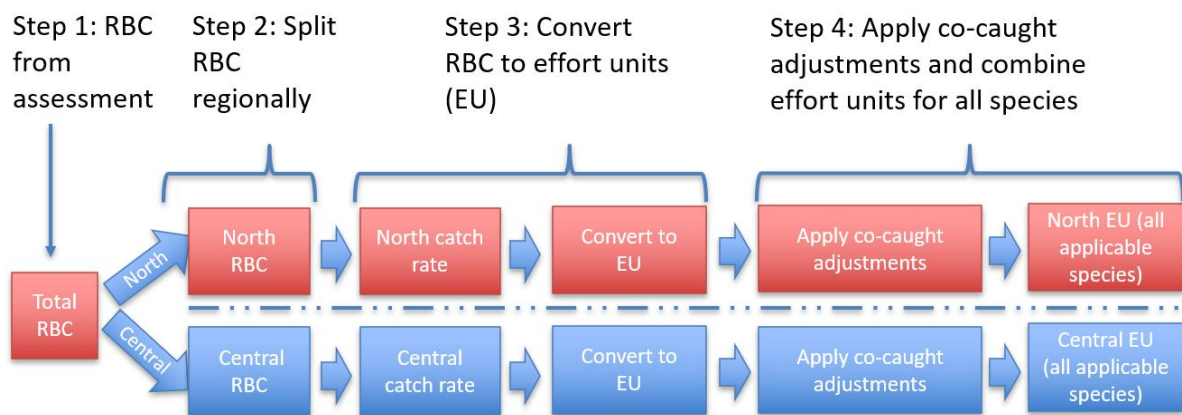 Step 1: RBC
from
assessment
Step 2: Split
RBC
regionally
Step 3: Convert
RBC to effort units
(EU)
Step 4: Apply co-caught
adjustments and combine
effort units for all species
Total
RBC
North
North
RBC
North catch
rate
Convert to
EU
Apply co-caught
adjustments
North EU (all
applicable
species)
Central
Central
RBC
Central
catch rate
Convert to
EU
Apply co-caught
adjustments
Central EU
(all applicable
species)